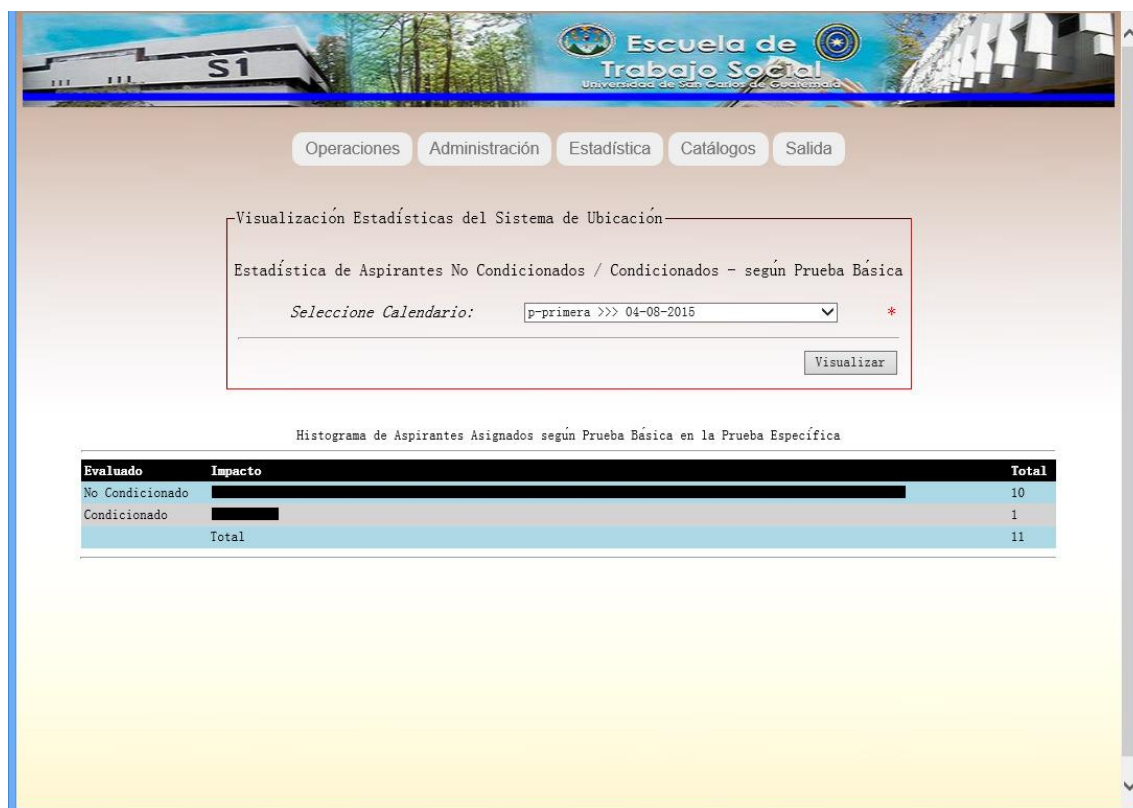 S1
Escuela de
Trabajo Social
Universidad de San Carlos de Guatemala
Operaciones Administración Estadística Catálogos Salida
Visualización Estadísticas del Sistema de Ubicación
Estadística de Aspirantes No Condicionados / Condicionados - según Prueba Básica
Seleccione Calendario: p-primera >>> 04-08-2015 *
Visualizar
Histograma de Aspirantes Asignados según Prueba Básica en la Prueba Específica
Evaluado Impacto Total
No Condicionado 10
Condicionado 1
Total 11